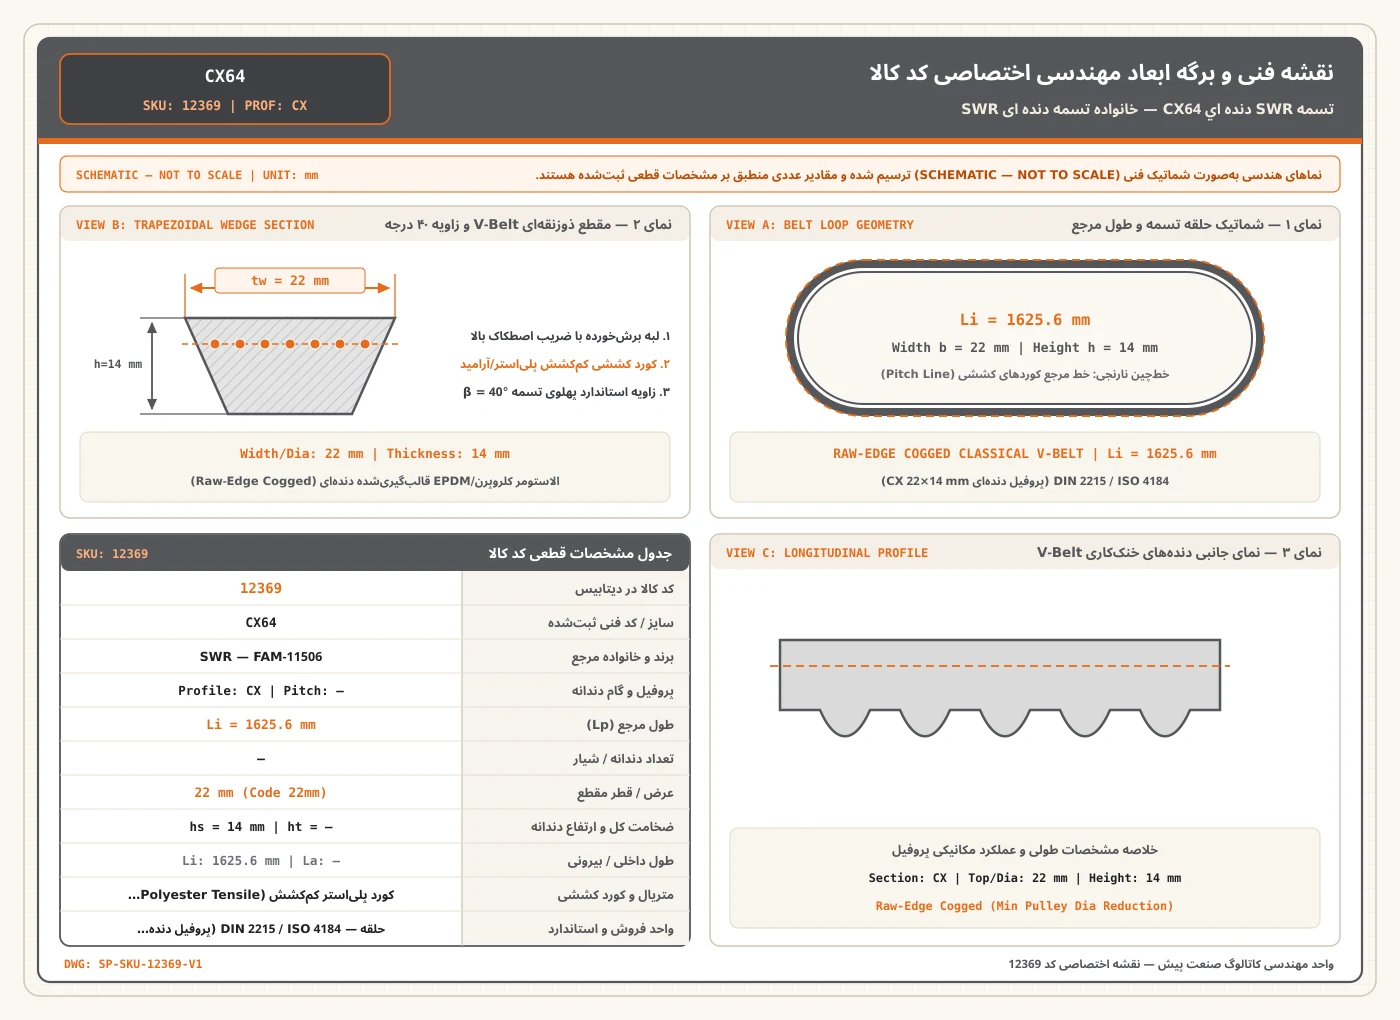 نقشه فنی و برگه ابعاد مهندسی اختصاصی کد کالا
تسمه SWR دنده اي CX64 — خانواده تسمه دنده ای SWR
CX64
SKU: 12369 | PROF: CX
نماهای هندسی به‌صورت شماتیک فنی (SCHEMATIC — NOT TO SCALE) ترسیم شده و مقادیر عددی منطبق بر مشخصات قطعی ثبت‌شده هستند.
SCHEMATIC — NOT TO SCALE | UNIT: mm
نمای ۱ — شماتیک حلقه تسمه و طول مرجع
VIEW A: BELT LOOP GEOMETRY
Li = 1625.6 mm
Width b = 22 mm | Height h = 14 mm
خط‌چین نارنجی: خط مرجع کوردهای کششی (Pitch Line)
RAW-EDGE COGGED CLASSICAL V-BELT | Li = 1625.6 mm
DIN 2215 / ISO 4184 (پروفیل دنده‌ای CX 22×14 mm)
نمای ۲ — مقطع ذوزنقه‌ای V-Belt و زاویه ۴۰ درجه
VIEW B: TRAPEZOIDAL WEDGE SECTION
tw = 22 mm
h=14 mm
۱. لبه برش‌خورده با ضریب اصطکاک بالا
۲. کورد کششی کم‌کشش پلی‌استر/آرامید
۳. زاویه استاندارد پهلوی تسمه β = 40°
Width/Dia: 22 mm | Thickness: 14 mm
الاستومر کلروپرن/EPDM قالب‌گیری‌شده دنده‌ای (Raw-Edge Cogged)
نمای ۳ — نمای جانبی دنده‌های خنک‌کاری V-Belt
VIEW C: LONGITUDINAL PROFILE
خلاصه مشخصات طولی و عملکرد مکانیکی پروفیل
Section: CX | Top/Dia: 22 mm | Height: 14 mm
Raw-Edge Cogged (Min Pulley Dia Reduction)
جدول مشخصات قطعی کد کالا
SKU: 12369
کد کالا در دیتابیس
12369
سایز / کد فنی ثبت‌شده
CX64
برند و خانواده مرجع
SWR — FAM-11506
پروفیل و گام دندانه
Profile: CX | Pitch: —
طول مرجع (Lp)
Li = 1625.6 mm
تعداد دندانه / شیار
—
عرض / قطر مقطع
22 mm (Code 22mm)
ضخامت کل و ارتفاع دندانه
hs = 14 mm | ht = —
طول داخلی / بیرونی
Li: 1625.6 mm | La: —
متریال و کورد کششی
کورد پلی‌استر کم‌کشش (Polyester Tensile...
واحد فروش و استاندارد
حلقه — DIN 2215 / ISO 4184 (پروفیل دنده...
واحد مهندسی کاتالوگ صنعت پیش — نقشه اختصاصی کد 12369
DWG: SP-SKU-12369-V1